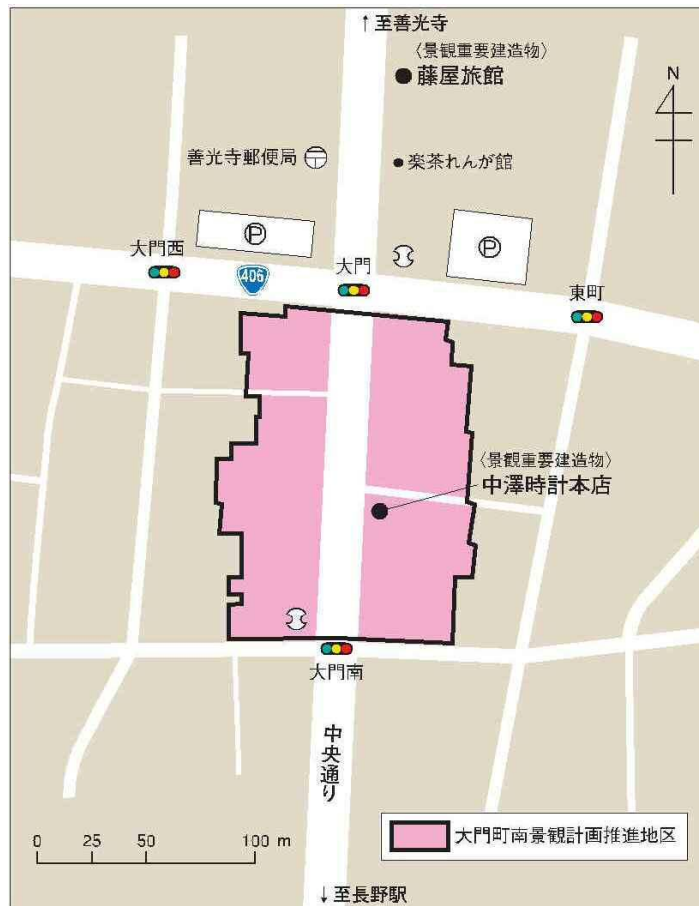 ↑至善光寺
〈景観重要建造物〉
藤屋旅館
N
善光寺郵便局
楽茶れんが館
P
P
大門西
406
大門
東町
〈景観重要建造物〉
中澤時計本店
大門南
中央通り
0 25 50 100 m
大門町南景観計画推進地区
↓至長野駅